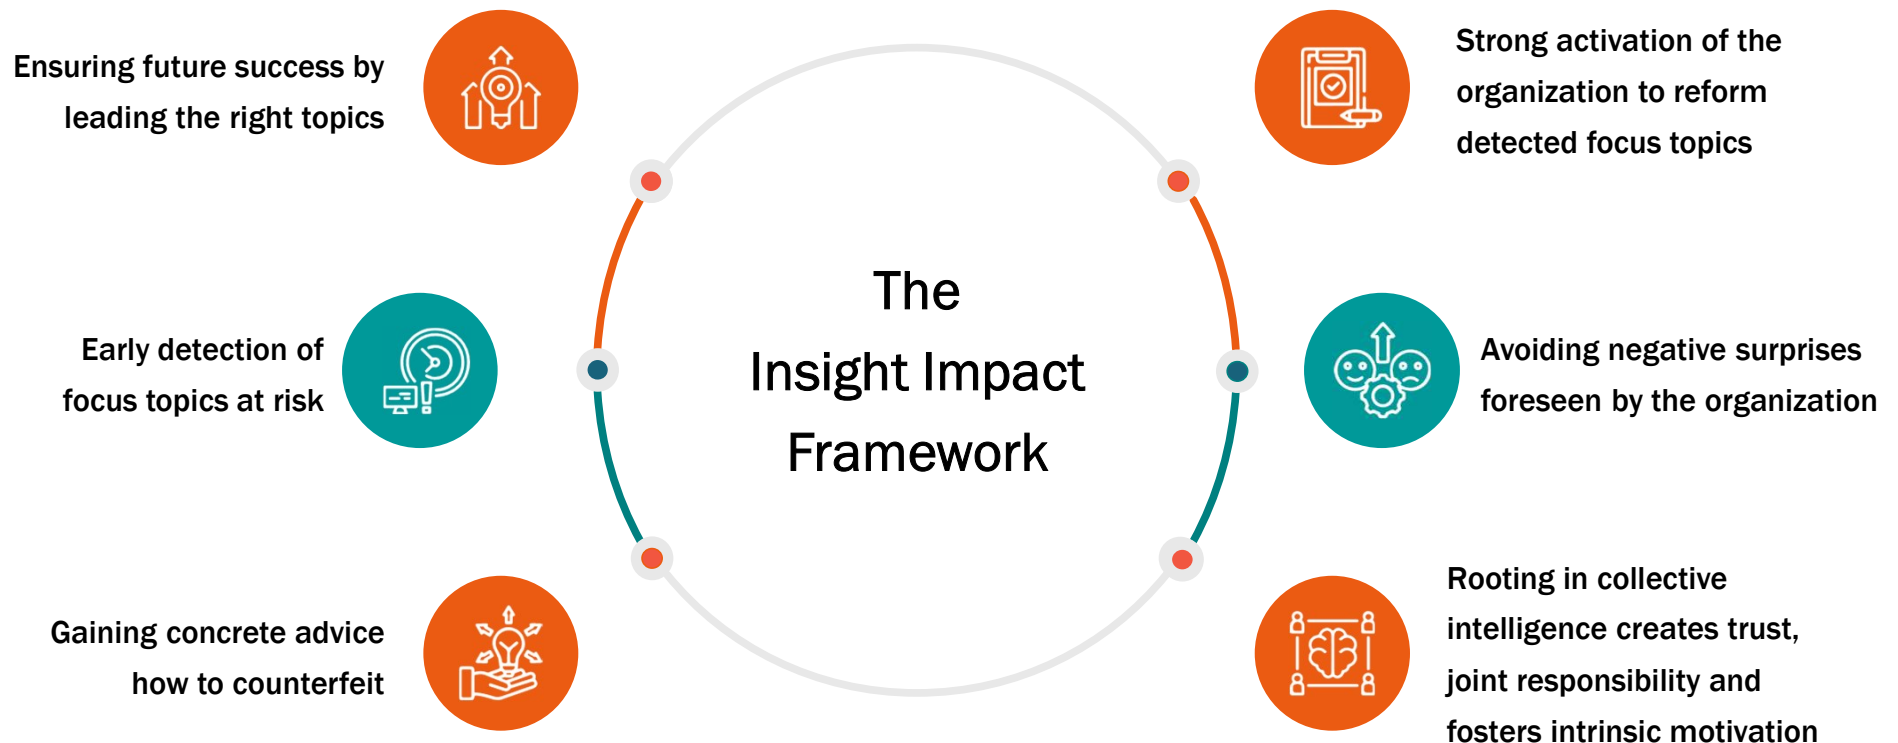 Ensuring future success by
leading the right topics
Early detection of
focus topics at risk
Gaining concrete advice
how to counterfeit
The
Insight Impact
Framework
Strong activation of the
organization to reform
detected focus topics
Avoiding negative surprises
foreseen by the organization
Rooting in collective
intelligence creates trust,
joint responsibility and
fosters intrinsic motivation